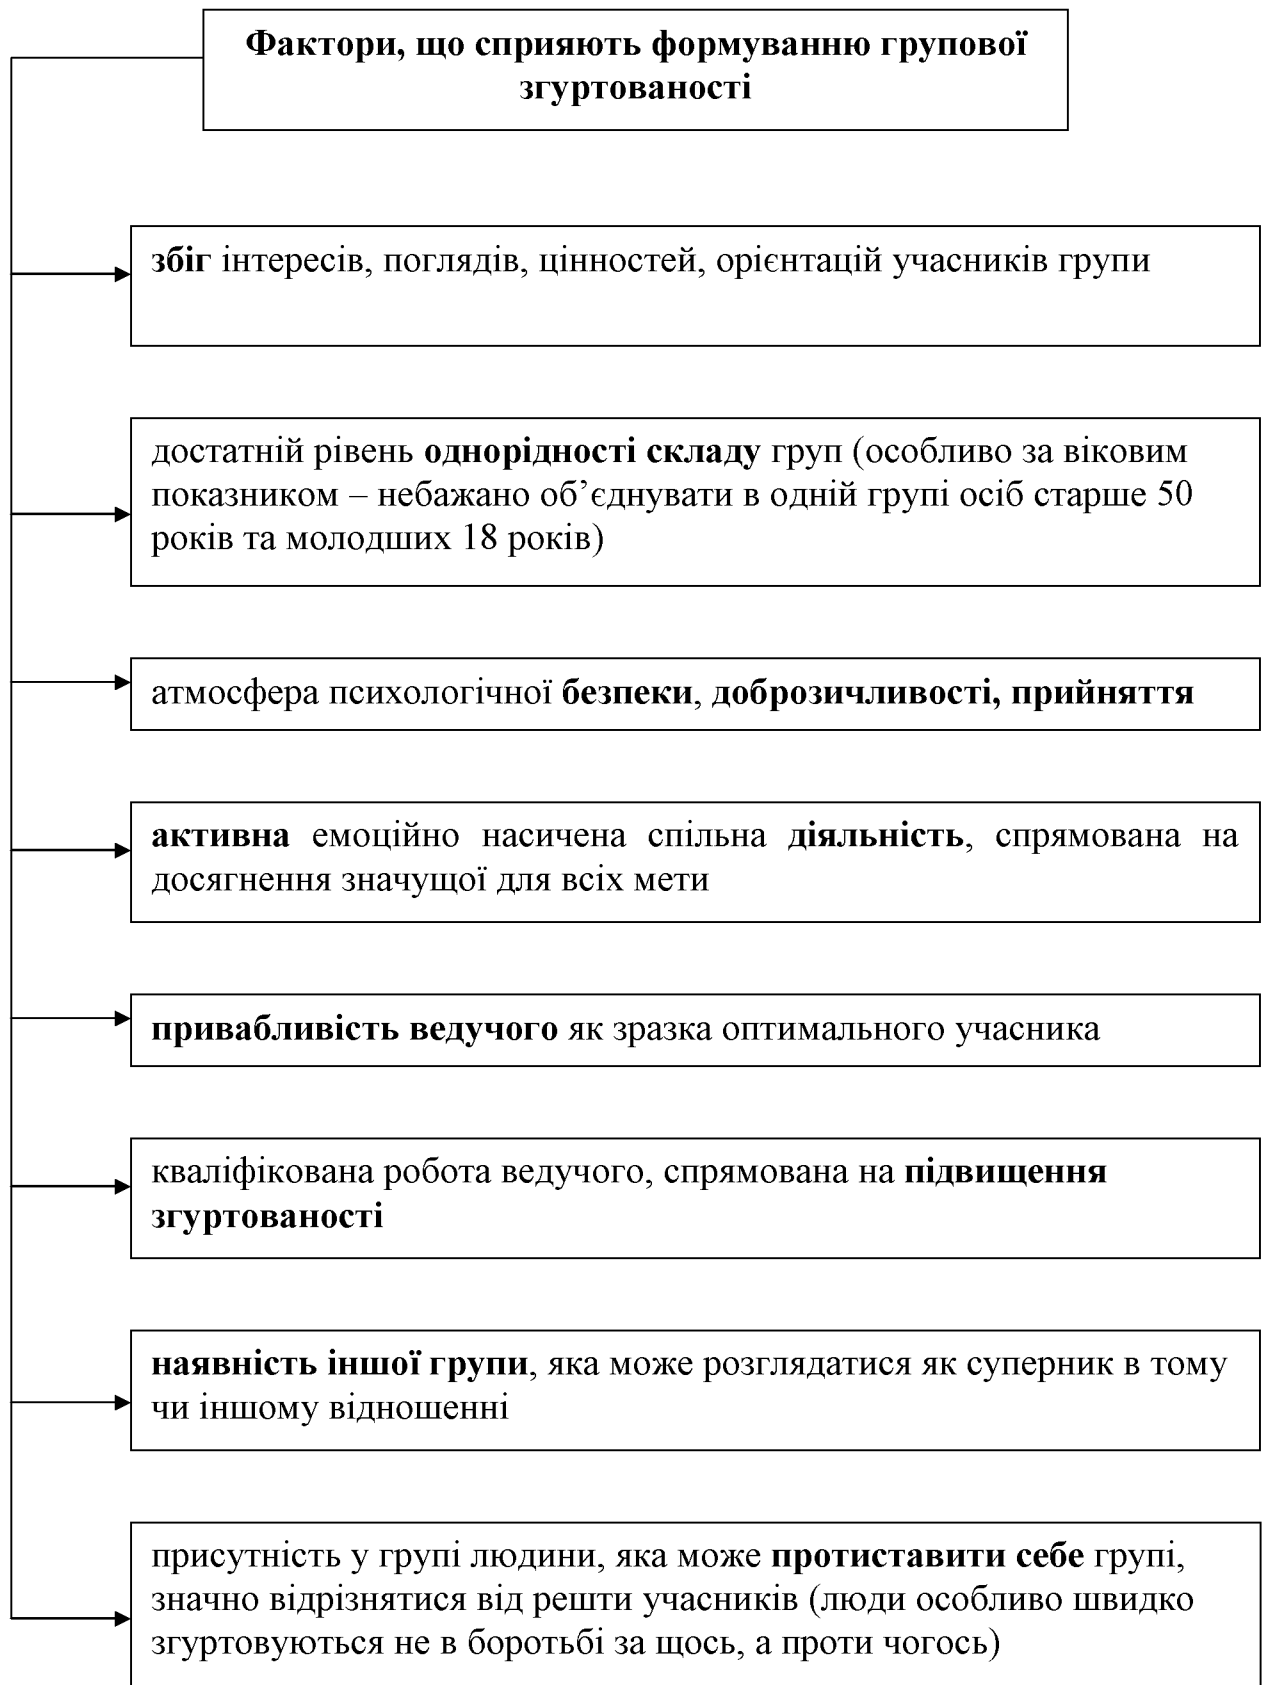 Фактори, що сприяють формуванню групової
згуртованості
збіг інтересів, поглядів, цінностей, орієнтацій учасників групи
достатній рівень однорідності складу груп (особливо за віковим
показником – небажано об’єднувати в одній групі осіб старше 50
років та молодших 18 років)
атмосфера психологічної безпеки, доброзичливості, прийняття
активна емоційно насичена спільна діяльність, спрямована на
досягнення значущої для всіх мети
привабливість ведучого як зразка оптимального учасника
кваліфікована робота ведучого, спрямована на підвищення
згуртованості
наявність іншої групи, яка може розглядатися як суперник в тому
чи іншому відношенні
присутність у групі людини, яка може протиставити себе групі,
значно відрізнятися від решти учасників (люди особливо швидко
згуртовуються не в боротьбі за щось, а проти чогось)